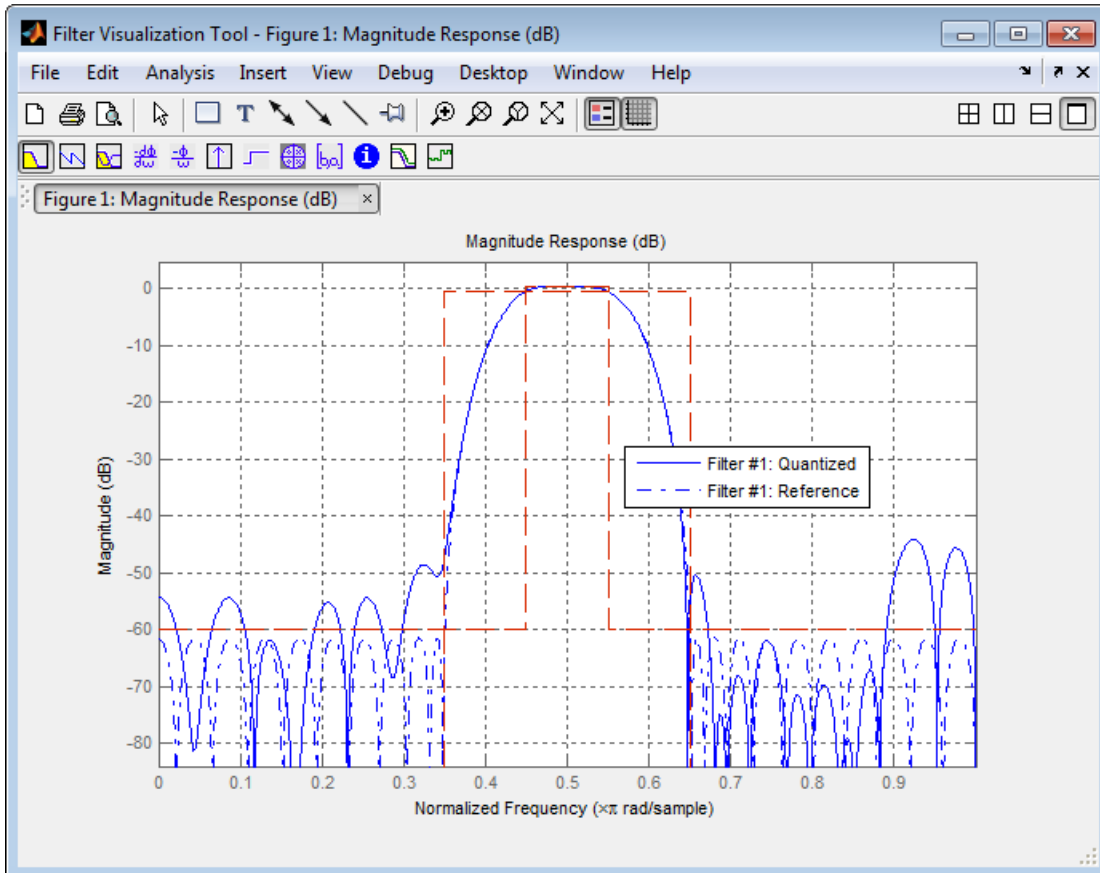 Filter Visualization Tool - Figure 1: Magnitude Response (dB)
File Edit Analysis Insert View Debug Desktop Window Help
T
[b,a] i
Figure 1: Magnitude Response (dB) ×
Magnitude Response (dB)
0
-10
-20
-30
-40
-50
-60
-70
-80
Magnitude (dB)
Filter #1: Quantized
Filter #1: Reference
0 0.1 0.2 0.3 0.4 0.5 0.6 0.7 0.8 0.9
Normalized Frequency (×π rad/sample)